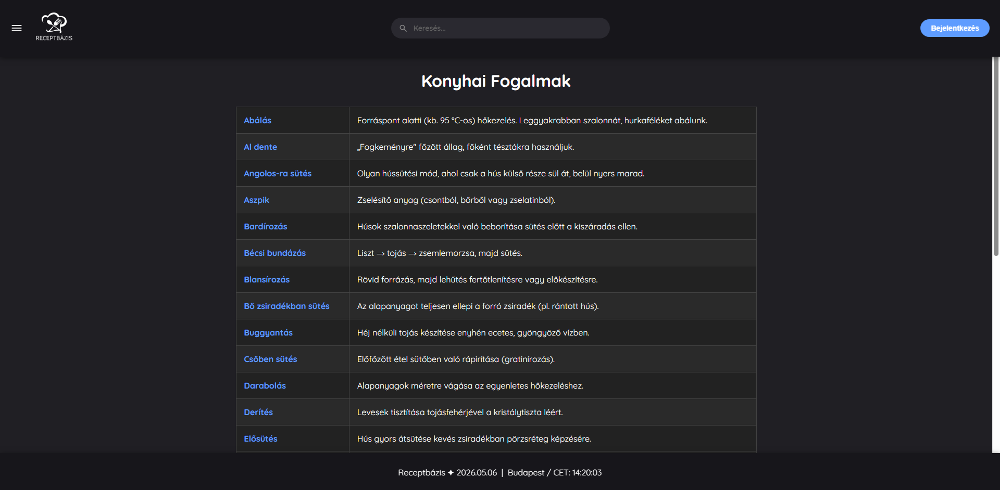 RECEPTBÁZIS
Keresés...
Bejelentkezés
Konyhai Fogalmak
Abálás
Forráspont alatti (kb. 95 °C-os) hőkezelés. Leggyakrabban szalonnát, hurkaféléket abálunk.
Al dente
„Fogkeményre" főzött állag, főként tésztákra használjuk.
Angolos-ra sütés
Olyan hússütési mód, ahol csak a hús külső része sül át, belül nyers marad.
Aszpik
Zselésítő anyag (csontból, bőrből vagy zselatinból).
Bardírozás
Húsok szalonnaszeletekkel való beborítása sütés előtt a kiszáradás ellen.
Bécsi bundázás
Liszt → tojás → zsemlemorzsa, majd sütés.
Blansírozás
Rövid forrázás, majd lehűtés fertőtlenítésre vagy előkészítésre.
Bő zsiradékban sütés
Az alapanyagot teljesen ellepi a forró zsiradék (pl. rántott hús).
Buggyantás
Héj nélküli tojás készítése enyhén ecetes, gyöngyöző vízben.
Csőben sütés
Előfőzött étel sütőben való rápirítása (gratinírozás).
Darabolás
Alapanyagok méretre vágása az egyenletes hőkezeléshez.
Derítés
Levesek tisztítása tojásfehérjével a kristálytiszta léért.
Elősütés
Hús gyors átsütése kevés zsiradékban pörzsréteg képzésére.
Receptbázis ✦ 2026.05.06 | Budapest / CET: 14:20:03